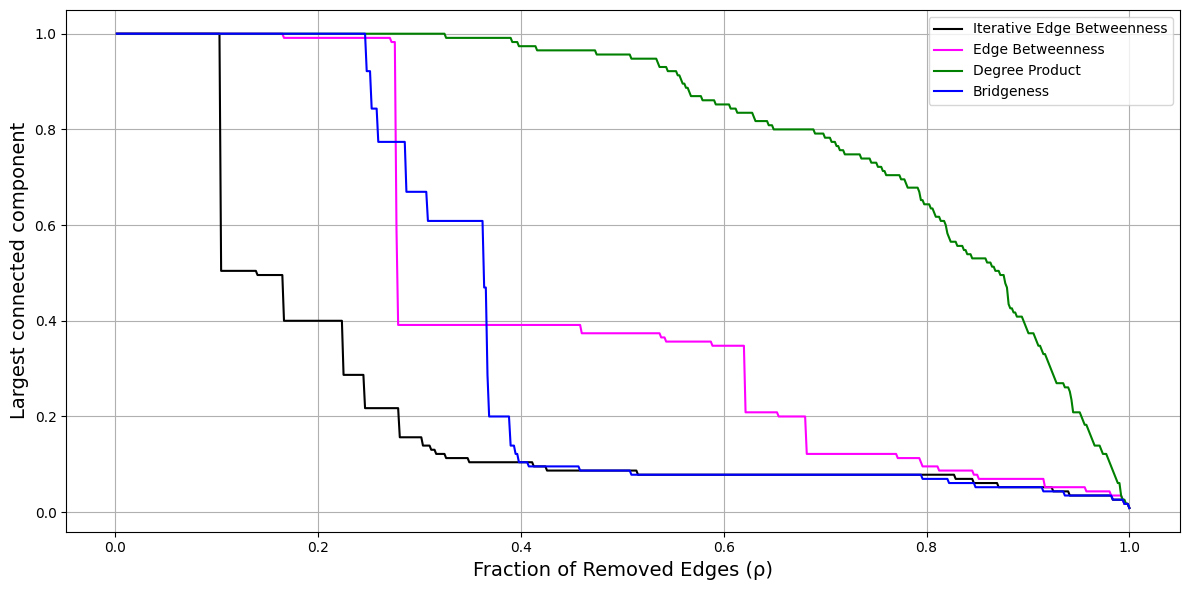 Iterative Edge Betweenness
Edge Betweenness
Degree Product
Bridgeness
Largest connected component
1.0
0.8
0.6
0.4
0.2
0.0
0.0 0.2 0.4 0.6 0.8 1.0
Fraction of Removed Edges (ρ)